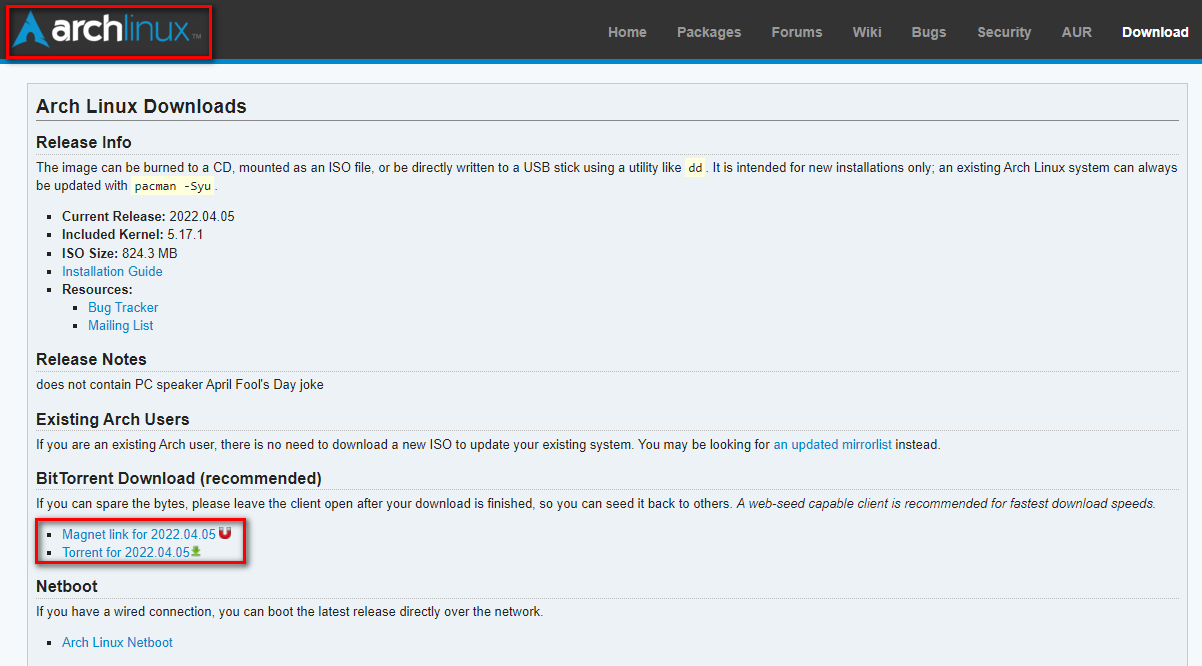 archlinux™
Home Packages Forums Wiki Bugs Security AUR Download
Arch Linux Downloads
Release Info
The image can be burned to a CD, mounted as an ISO file, or be directly written to a USB stick using a utility like dd. It is intended for new installations only; an existing Arch Linux system can always
be updated with pacman -Syu.
Current Release: 2022.04.05
Included Kernel: 5.17.1
ISO Size: 824.3 MB
Installation Guide
Resources:
Bug Tracker
Mailing List
Release Notes
does not contain PC speaker April Fool's Day joke
Existing Arch Users
If you are an existing Arch user, there is no need to download a new ISO to update your existing system. You may be looking for an updated mirrorlist instead.
BitTorrent Download (recommended)
If you can spare the bytes, please leave the client open after your download is finished, so you can seed it back to others. A web-seed capable client is recommended for fastest download speeds.
Magnet link for 2022.04.05
Torrent for 2022.04.05
Netboot
If you have a wired connection, you can boot the latest release directly over the network.
Arch Linux Netboot